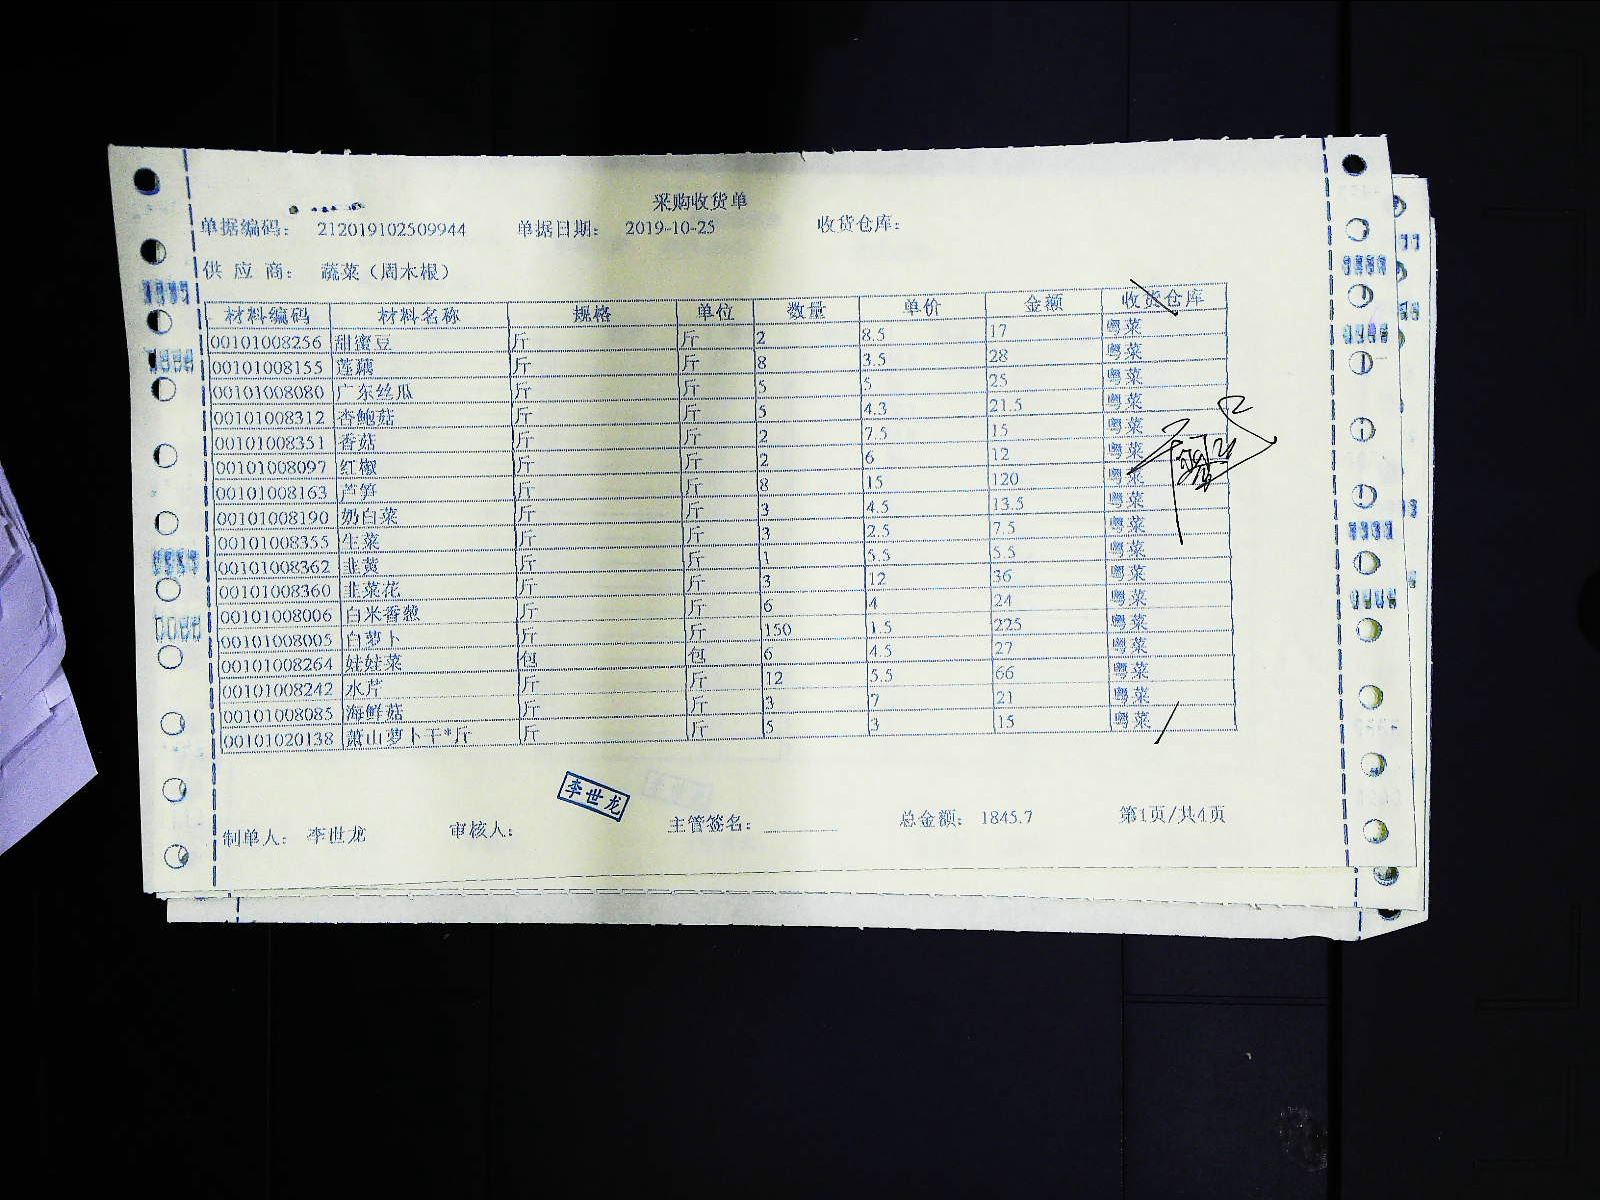 采购收货单
单据编码： 212019102509944 单据日期： 2019-10-25 收货仓库：
供 应 商： 蔬菜（周木根）
材料编码 材料名称 规格 单位 数量 单价 金额 收货仓库
00101008256 甜蜜豆 斤 斤 2 8.5 17 粤菜
00101008155 莲藕 斤 斤 8 3.5 28 粤菜
00101008080 广东丝瓜 斤 斤 5 5 25 粤菜
00101008312 杏鲍菇 斤 斤 5 4.3 21.5 粤菜
00101008351 香菇 斤 斤 2 7.5 15 粤菜
00101008097 红椒 斤 斤 2 6 12 粤菜
00101008163 芦笋 斤 斤 8 15 120 粤菜
00101008190 奶白菜 斤 斤 3 4.5 13.5 粤菜
00101008355 生菜 斤 斤 3 2.5 7.5 粤菜
00101008362 韭黄 斤 斤 1 5.5 5.5 粤菜
00101008360 韭菜花 斤 斤 3 12 36 粤菜
00101008006 白米香葱 斤 斤 6 4 24 粤菜
00101008005 白萝卜 斤 斤 150 1.5 225 粤菜
00101008264 娃娃菜 包 包 6 4.5 27 粤菜
00101008242 水芹 斤 斤 12 5.5 66 粤菜
00101008085 海鲜菇 斤 斤 3 7 21 粤菜
00101020138 萧山萝卜干*斤 斤 斤 5 3 15 粤菜
李世龙
制单人： 李世龙 审核人： 主管签名： 总金额： 1845.7 第1页/共4页